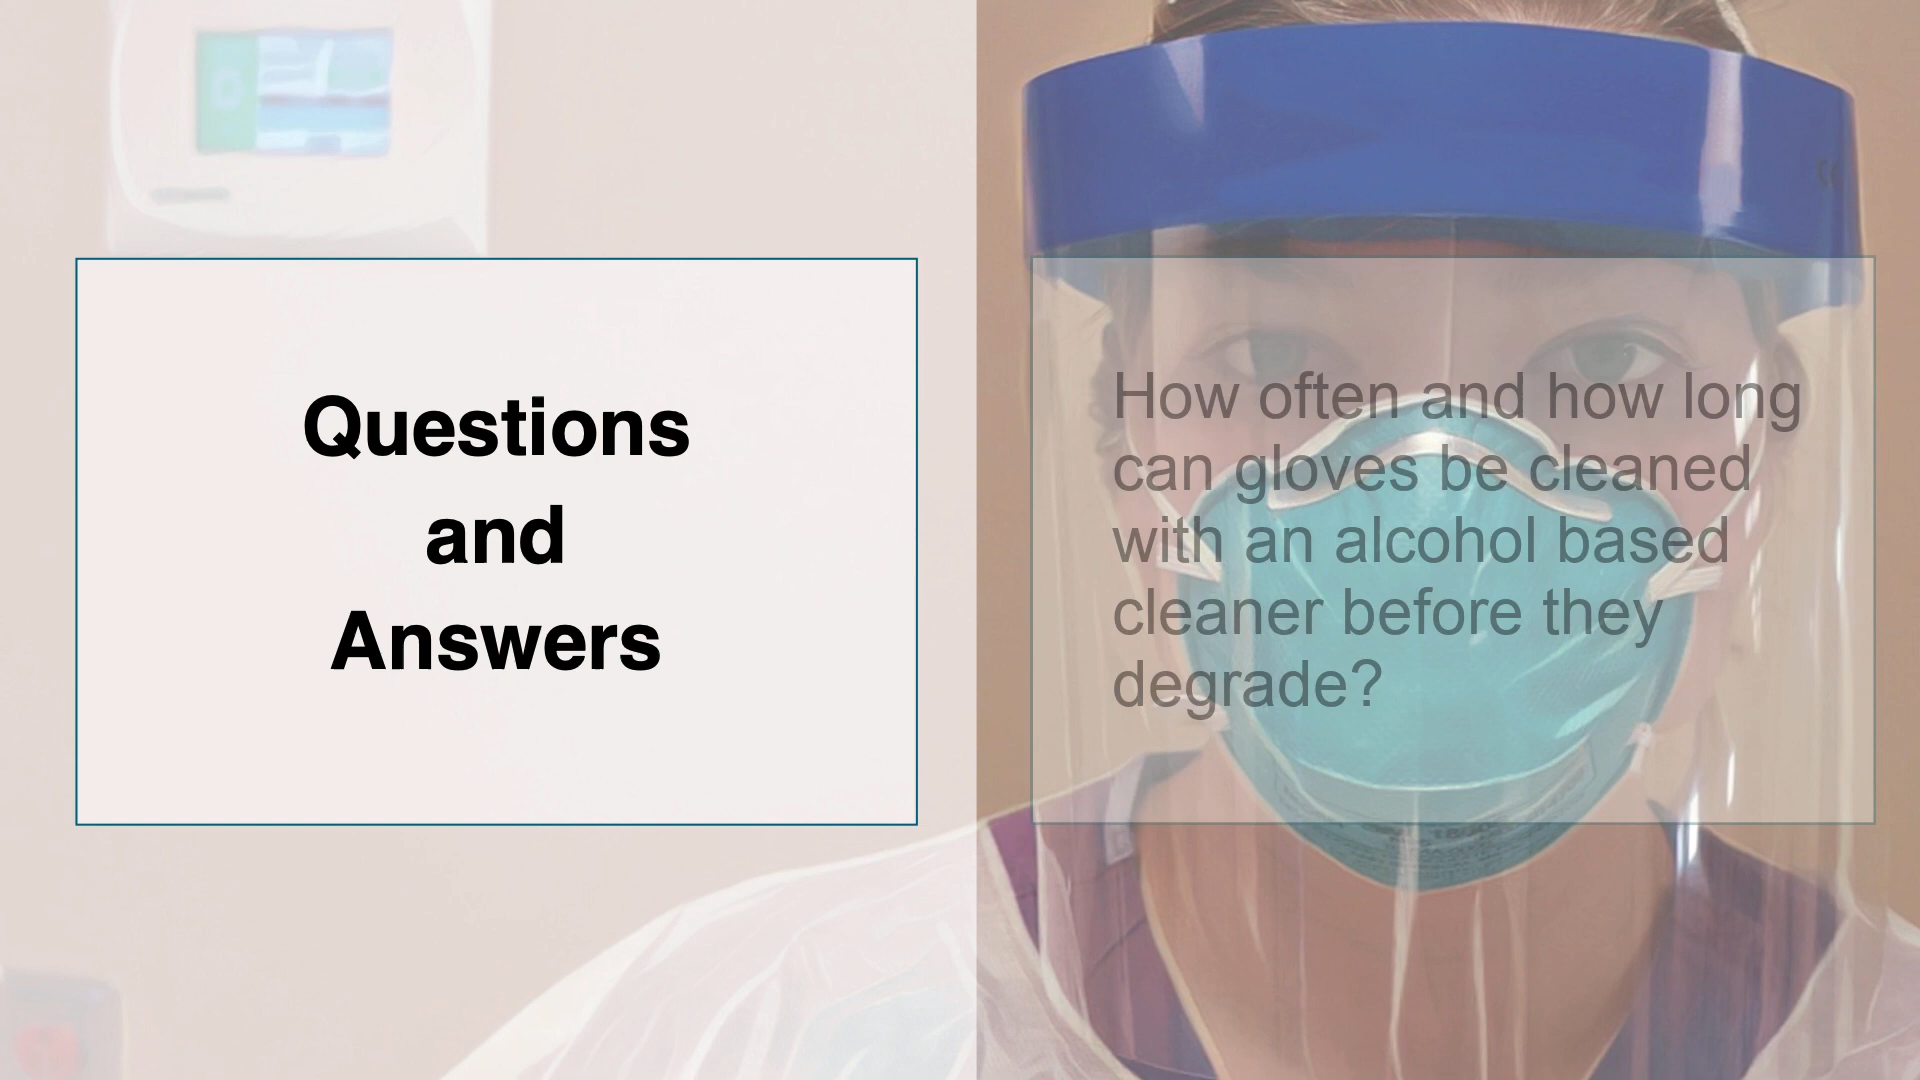 Questions
and
Answers
How often and how long
can gloves be cleaned
with an alcohol based
cleaner before they
degrade?